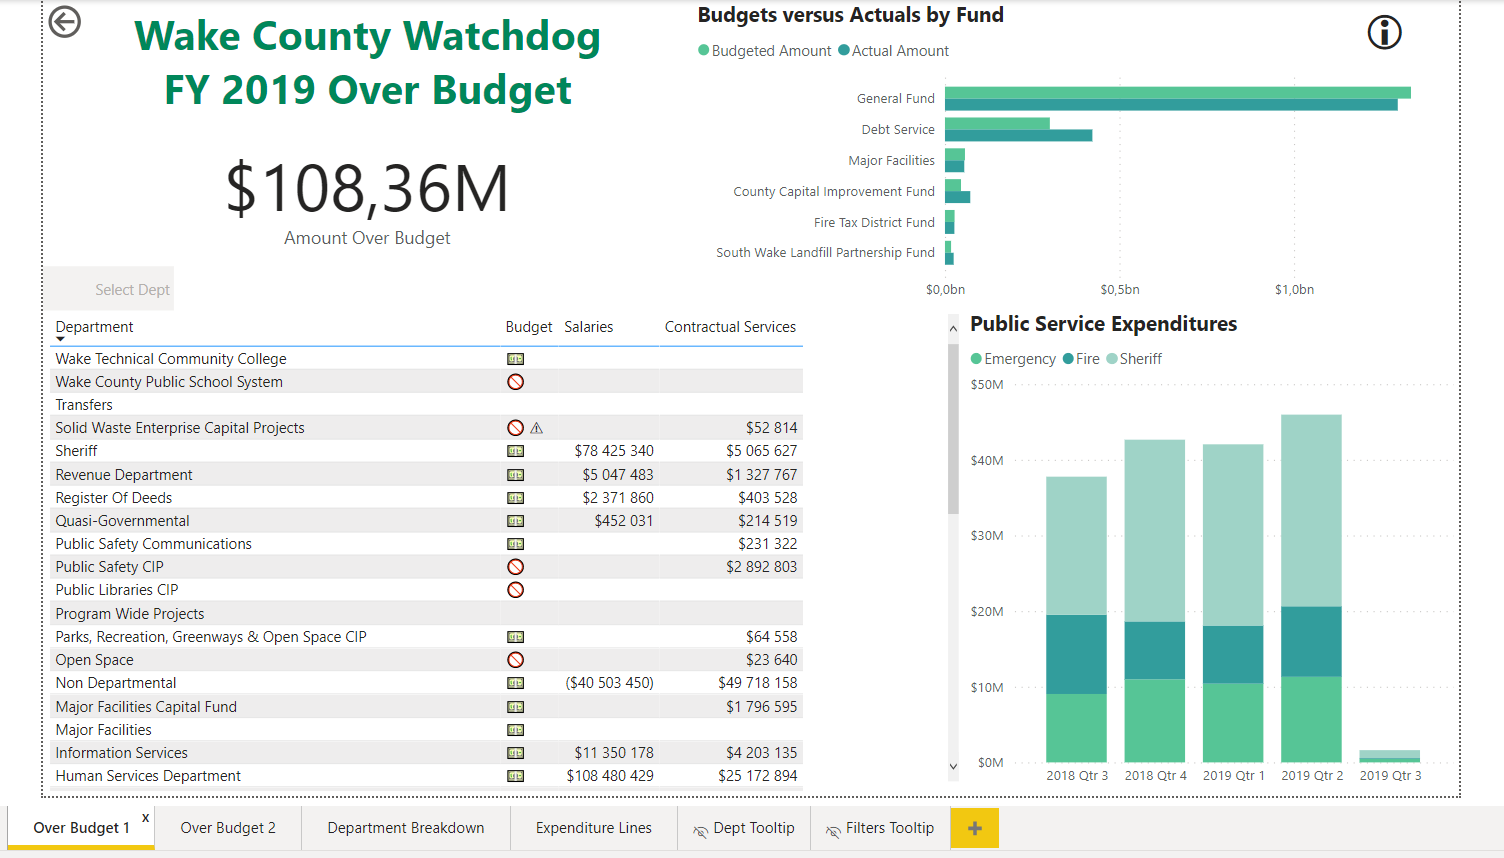 Wake County Watchdog
FY 2019 Over Budget
$108,36M
Amount Over Budget
Budgets versus Actuals by Fund
Budgeted Amount Actual Amount
General Fund
Debt Service
Major Facilities
County Capital Improvement Fund
Fire Tax District Fund
South Wake Landfill Partnership Fund
$0,0bn $0,5bn $1,0bn
Select Dept
Department Budget Salaries Contractual Services
Wake Technical Community College
Wake County Public School System
Transfers
Solid Waste Enterprise Capital Projects $52 814
Sheriff $78 425 340 $5 065 627
Revenue Department $5 047 483 $1 327 767
Register Of Deeds $2 371 860 $403 528
Quasi-Governmental $452 031 $214 519
Public Safety Communications $231 322
Public Safety CIP $2 892 803
Public Libraries CIP
Program Wide Projects
Parks, Recreation, Greenways & Open Space CIP $64 558
Open Space $23 640
Non Departmental ($40 503 450) $49 718 158
Major Facilities Capital Fund $1 796 595
Major Facilities
Information Services $11 350 178 $4 203 135
Human Services Department $108 480 429 $25 172 894
Public Service Expenditures
Emergency Fire Sheriff
$50M
$40M
$30M
$20M
$10M
$0M
2018 Qtr 3 2018 Qtr 4 2019 Qtr 1 2019 Qtr 2 2019 Qtr 3
Over Budget 1 x Over Budget 2 Department Breakdown Expenditure Lines Dept Tooltip Filters Tooltip +